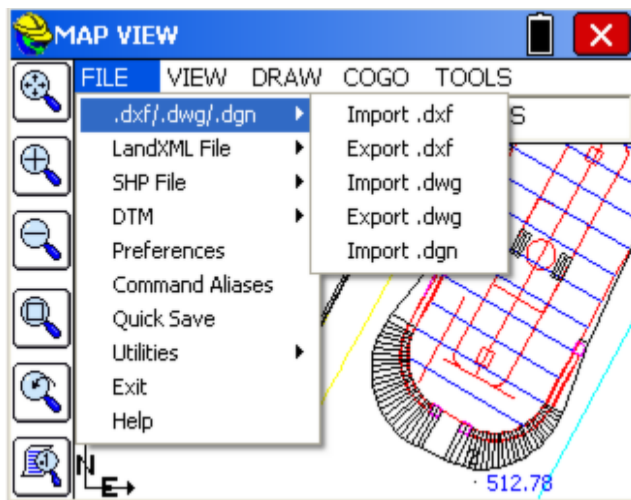 MAP VIEW
FILE VIEW DRAW COGO TOOLS
.dxf/.dwg/.dgn
LandXML File
SHP File
DTM
Preferences
Command Aliases
Quick Save
Utilities
Exit
Help
Import .dxf
Export .dxf
Import .dwg
Export .dwg
Import .dgn
S
N
E
512.78